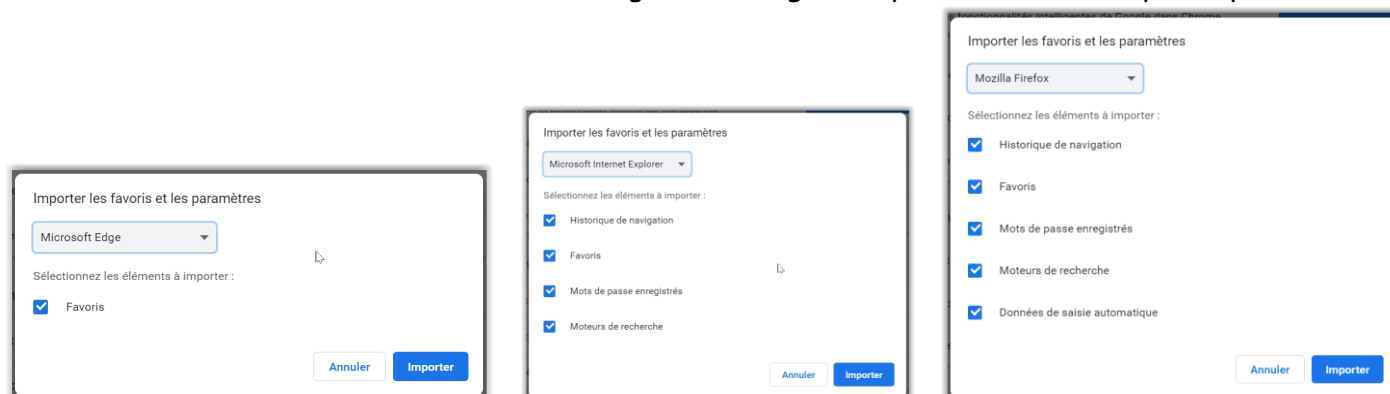 fonctionnalités intelligentes de Google dans Chrome
Importer les favoris et les paramètres
Microsoft Edge
Sélectionnez les éléments à importer :
Favoris
Annuler Importer
Importer les favoris et les paramètres
Microsoft Internet Explorer
Sélectionnez les éléments à importer :
Historique de navigation
Favoris
Mots de passe enregistrés
Moteurs de recherche
Annuler Importer
Importer les favoris et les paramètres
Mozilla Firefox
Sélectionnez les éléments à importer :
Historique de navigation
Favoris
Mots de passe enregistrés
Moteurs de recherche
Données de saisie automatique
Annuler Importer